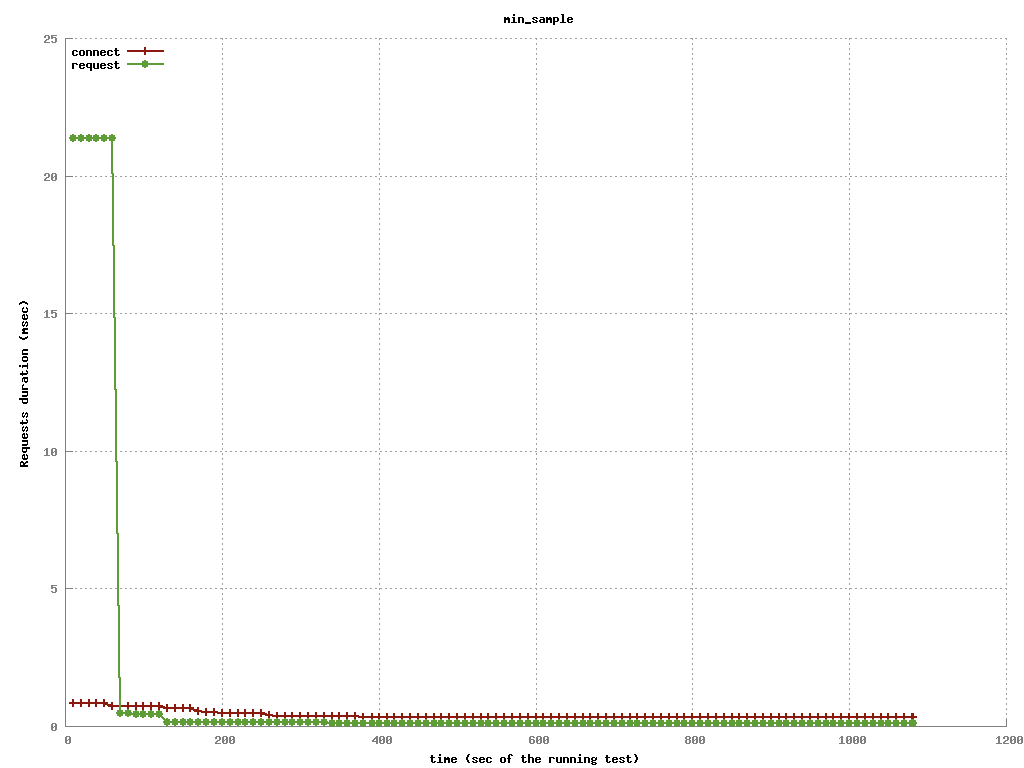 min_sample
25
connect
request
20
15
Requests duration (msec)
10
5
0
0 200 400 600 800 1000 1200
time (sec of the running test)